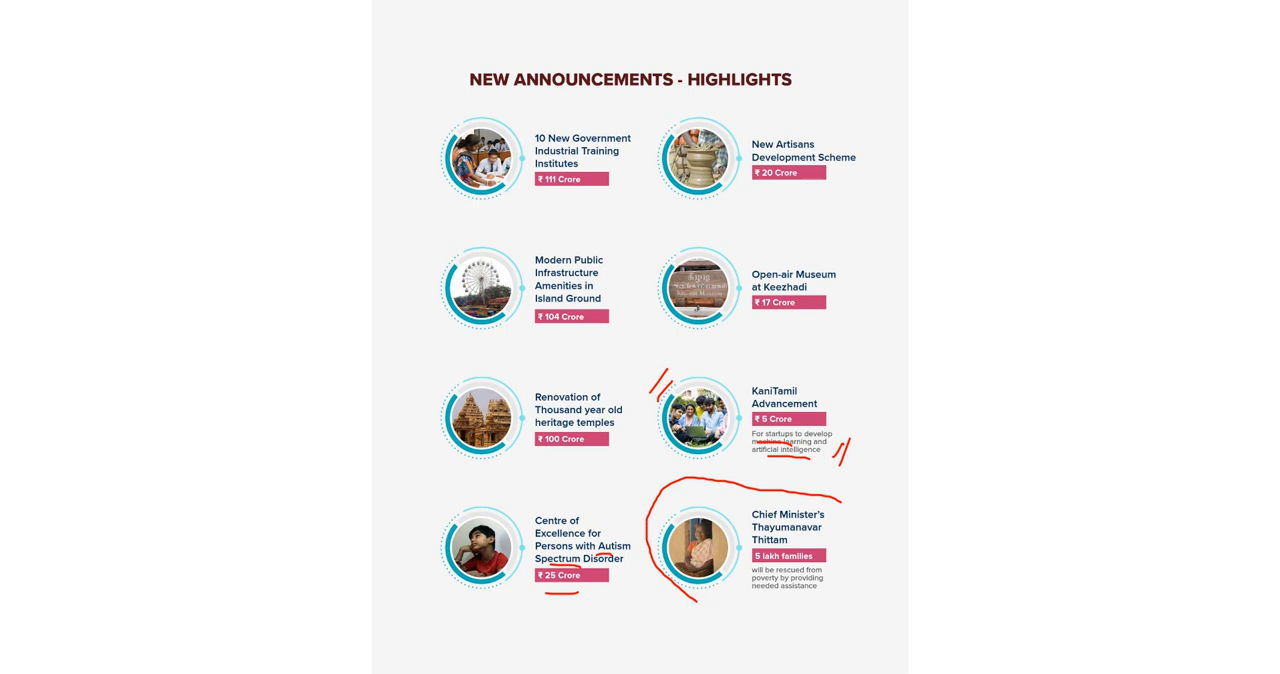 NEW ANNOUNCEMENTS - HIGHLIGHTS
10 New Government
Industrial Training
Institutes
₹ 111 Crore
New Artisans
Development Scheme
₹ 20 Crore
Modern Public
Infrastructure
Amenities in
Island Ground
₹ 104 Crore
Open-air Museum
at Keezhadi
₹ 17 Crore
Renovation of
Thousand year old
heritage temples
₹ 100 Crore
KaniTamil
Advancement
₹ 5 Crore
For startups to develop
machine learning and
artificial intelligence
Centre of
Excellence for
Persons with Autism
Spectrum Disorder
₹ 25 Crore
Chief Minister's
Thayumanavar
Thittam
5 lakh families
will be rescued from
poverty by providing
needed assistance